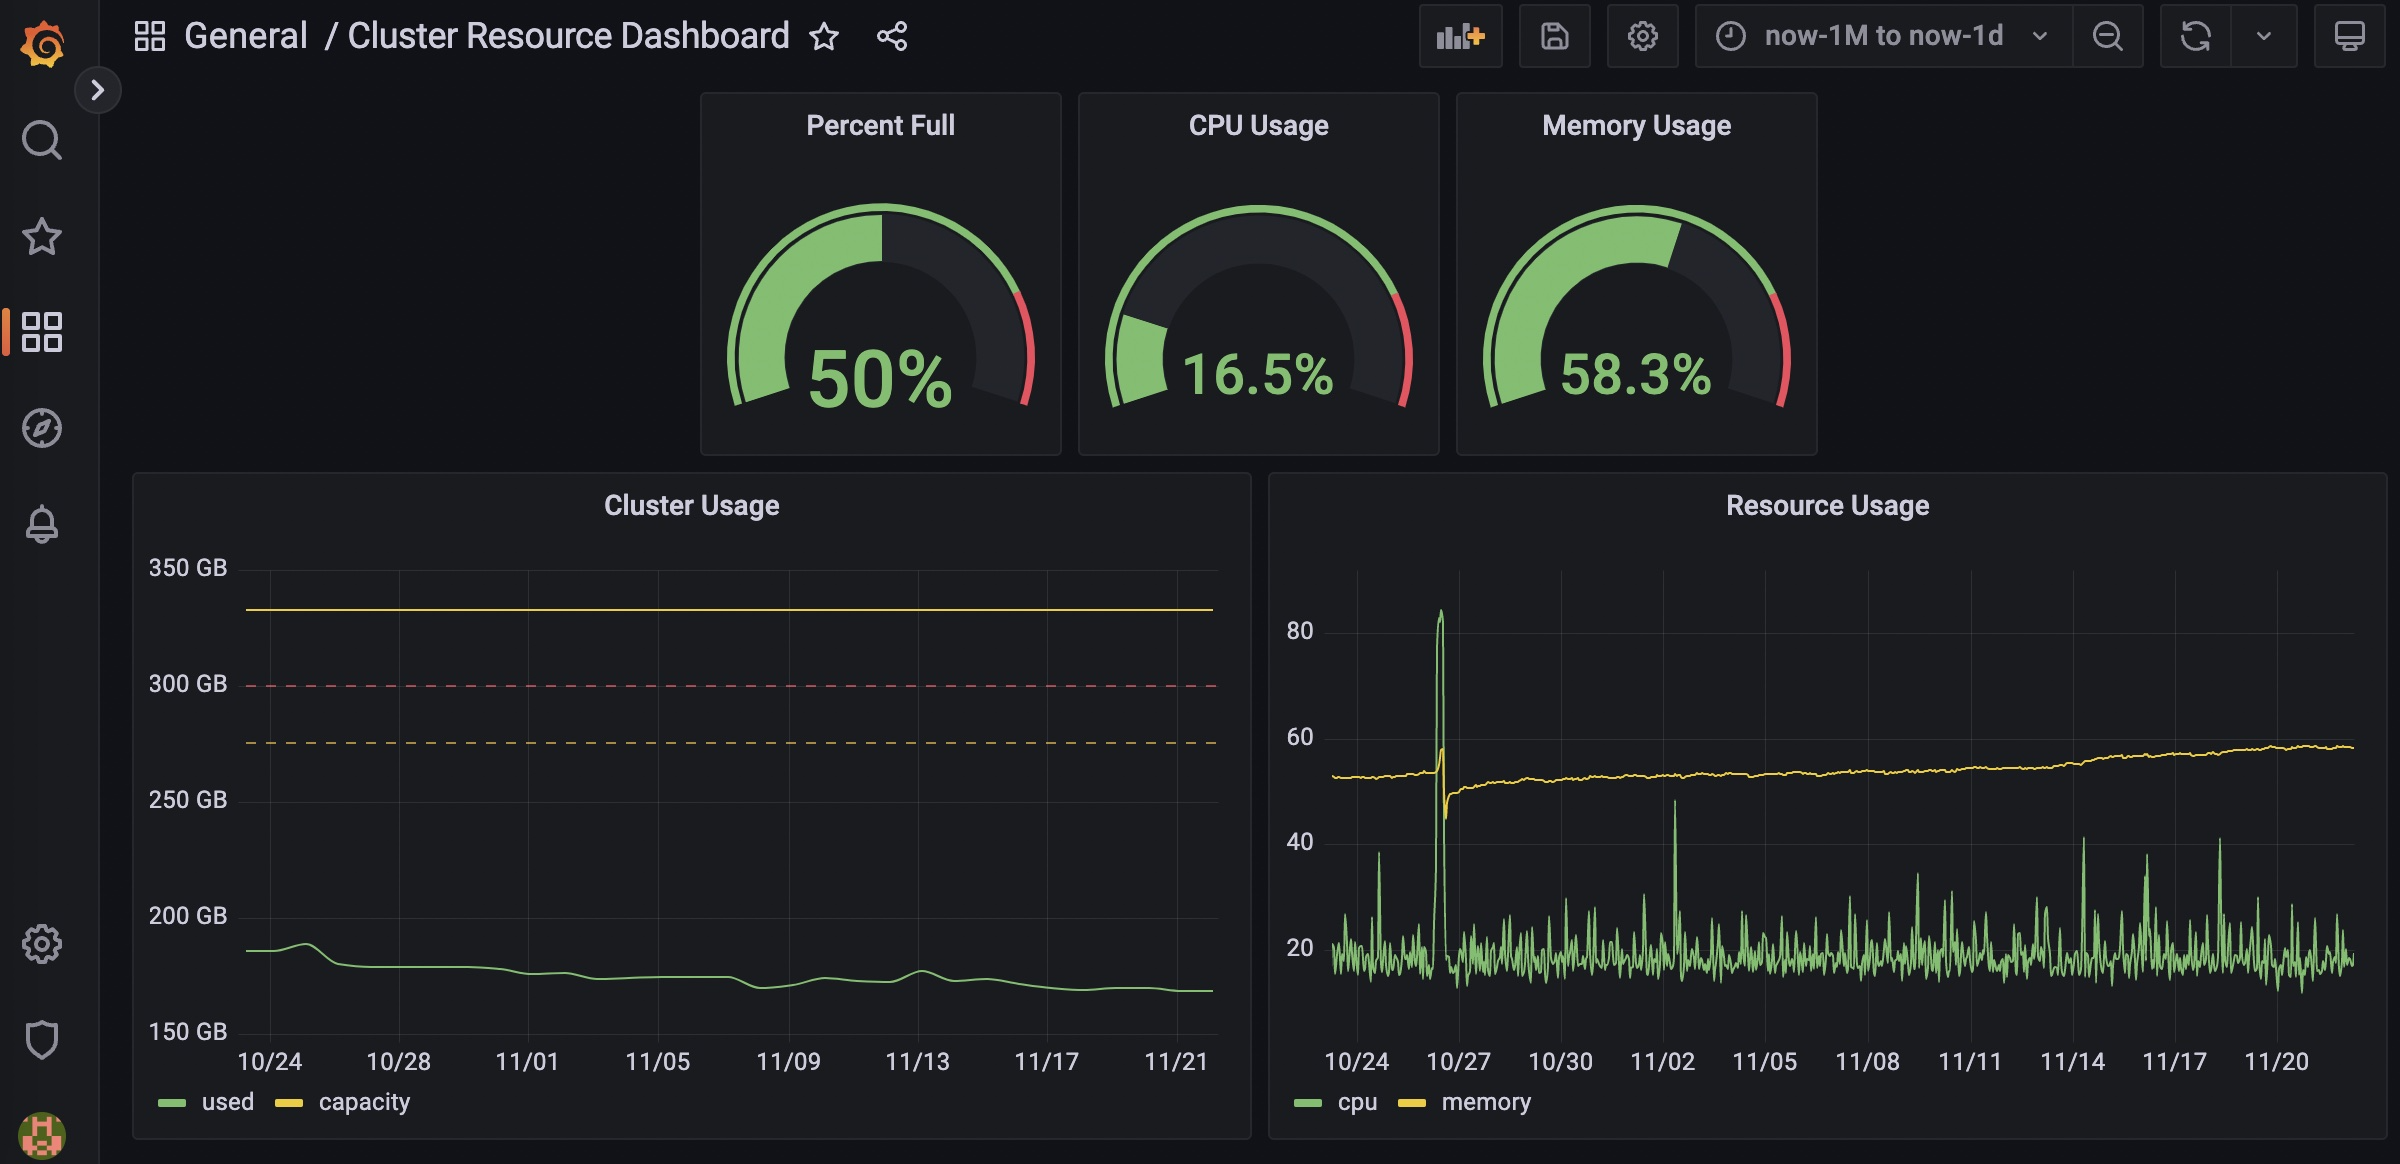 General / Cluster Resource Dashboard
now-1M to now-1d
Percent Full
50%
CPU Usage
16.5%
Memory Usage
58.3%
Cluster Usage
350 GB
300 GB
250 GB
200 GB
150 GB
10/24 10/28 11/01 11/05 11/09 11/13 11/17 11/21
used capacity
Resource Usage
80
60
40
20
10/24 10/27 10/30 11/02 11/05 11/08 11/11 11/14 11/17 11/20
cpu memory